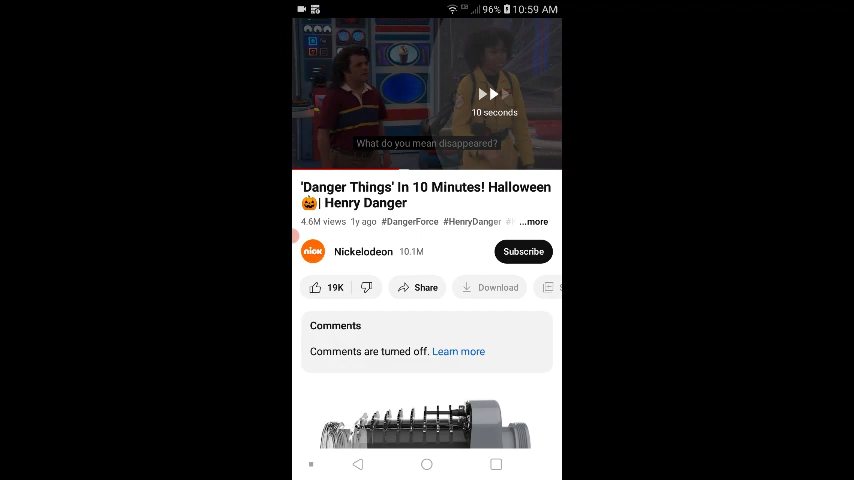 96% 10:59 AM
10 seconds
What do you mean disappeared?
'Danger Things' In 10 Minutes! Halloween
🎃| Henry Danger
4.6M views 1y ago #DangerForce #HenryDanger ...more
nick Nickelodeon 10.1M Subscribe
19K Share Download
Comments
Comments are turned off. Learn more